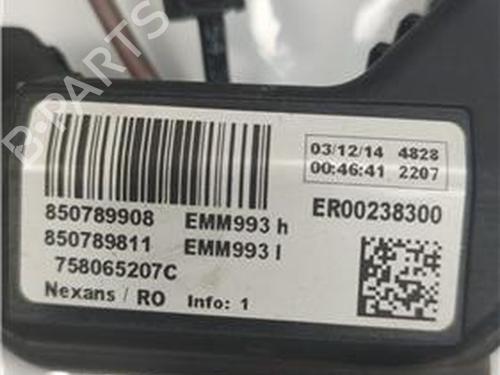 03/12/14 4828
00:46:41 2207
850789908 EMM993 h
ER00238300
850789811 EMM993 l
758065207C
Nexans / RO Info: 1
B-PARTS